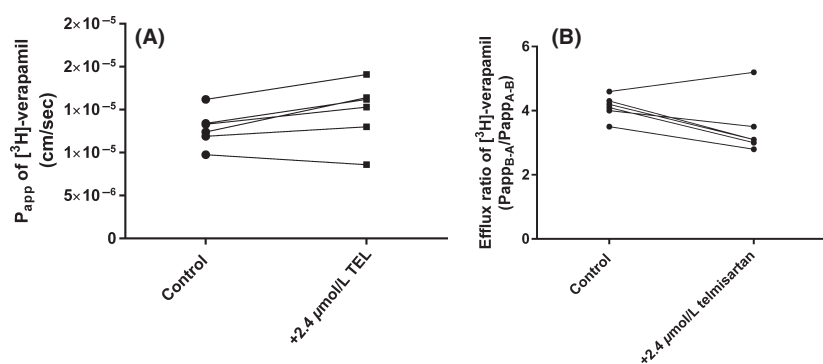 (A)
P_app of [³H]-verapamil
(cm/sec)
2×10⁻⁵
2×10⁻⁵
1×10⁻⁵
1×10⁻⁵
5×10⁻⁶
0
Control
+2.4 µmol/L TEL
(B)
Efflux ratio of [³H]-verapamil
(Papp_B-A/Papp_A-B)
6
4
2
0
Control
+2.4 µmol/L telmisartan